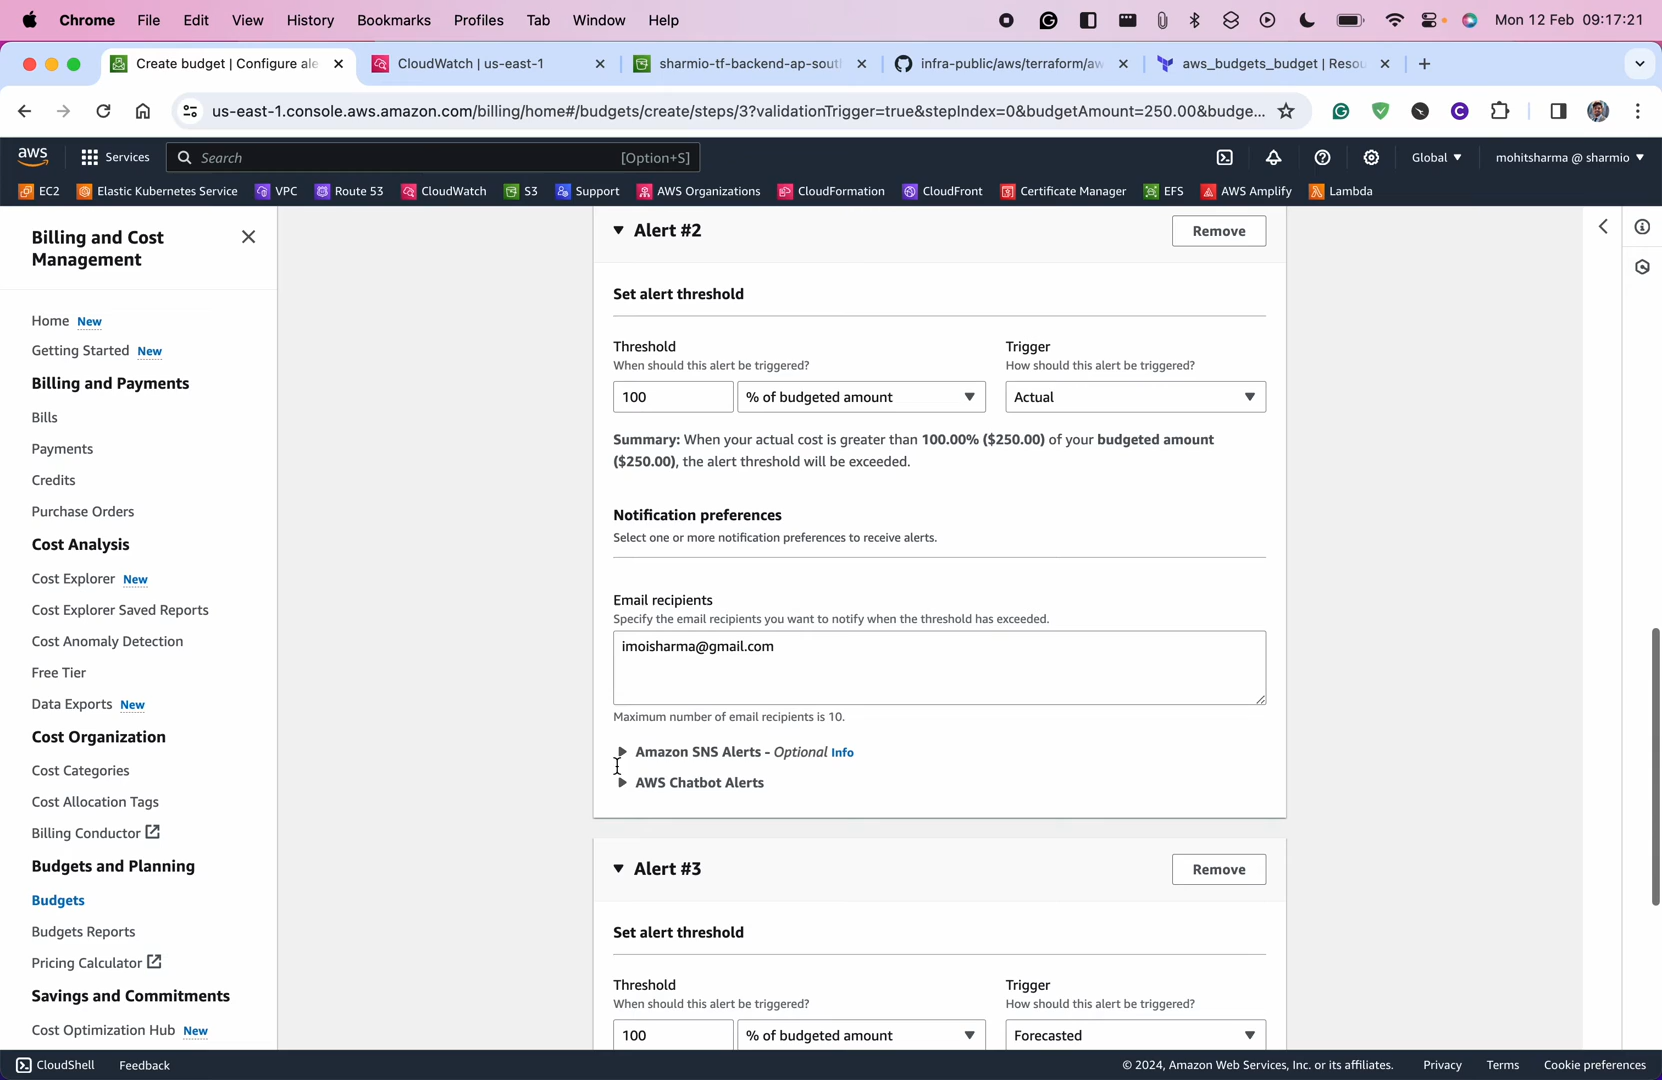 Chrome File Edit View History Bookmarks Profiles Tab Window Help Mon 12 Feb 09:17:21
Create budget | Configure ale CloudWatch | us-east-1 sharmio-tf-backend-ap-sout infra-public/aws/terraform/aw aws_budgets_budget | Resou
us-east-1.console.aws.amazon.com/billing/home#/budgets/create/steps/3?validationTrigger=true&stepIndex=0&budgetAmount=250.00&budge...
aws Services Search [Option+S] Global mohitsharma @ sharmio
EC2 Elastic Kubernetes Service VPC Route 53 CloudWatch S3 Support AWS Organizations CloudFormation CloudFront Certificate Manager EFS AWS Amplify Lambda
Billing and Cost
Management
Home New
Getting Started New
Billing and Payments
Bills
Payments
Credits
Purchase Orders
Cost Analysis
Cost Explorer New
Cost Explorer Saved Reports
Cost Anomaly Detection
Free Tier
Data Exports New
Cost Organization
Cost Categories
Cost Allocation Tags
Billing Conductor
Budgets and Planning
Budgets
Budgets Reports
Pricing Calculator
Savings and Commitments
Cost Optimization Hub New
Alert #2 Remove
Set alert threshold
Threshold Trigger
When should this alert be triggered? How should this alert be triggered?
100 % of budgeted amount Actual
Summary: When your actual cost is greater than 100.00% ($250.00) of your budgeted amount
($250.00), the alert threshold will be exceeded.
Notification preferences
Select one or more notification preferences to receive alerts.
Email recipients
Specify the email recipients you want to notify when the threshold has exceeded.
imoisharma@gmail.com
Maximum number of email recipients is 10.
Amazon SNS Alerts - Optional Info
AWS Chatbot Alerts
Alert #3 Remove
Set alert threshold
Threshold Trigger
When should this alert be triggered? How should this alert be triggered?
100 % of budgeted amount Forecasted
CloudShell Feedback © 2024, Amazon Web Services, Inc. or its affiliates. Privacy Terms Cookie preferences